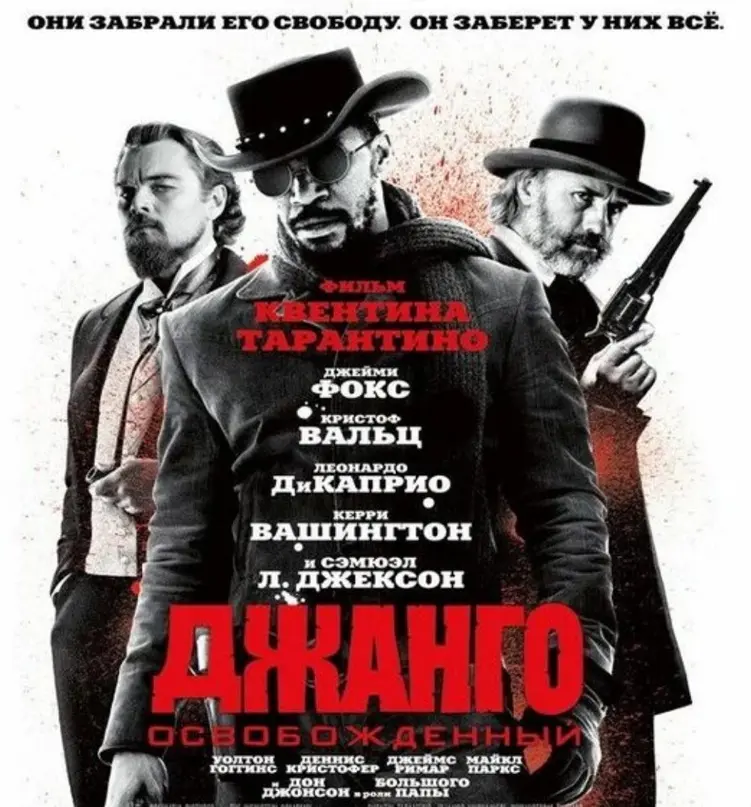 ОНИ ЗАБРАЛИ ЕГО СВОБОДУ. ОН ЗАБЕРЕТ У НИХ ВСЁ.
ФИЛЬМ
КВЕНТИНА
ТАРАНТИНО
ДЖЕЙМИ
ФОКС
КРИСТОФ
ВАЛЬЦ
ЛЕОНАРДО
ДиКАПРИО
КЕРРИ
ВАШИНГТОН
И СЭМЮЭЛ
Л. ДЖЕКСОН
ДЖАНГО
ОСВОБОЖДЕННЫЙ
УОЛТОН ДЕННИС ДЖЕЙМС МАЙКЛ
ГОГГИНС КРИСТОФЕР РИМАР ПАРКС
И ДОН БОЛЬШОГО
ДЖОНСОН в роли ПАПЫ